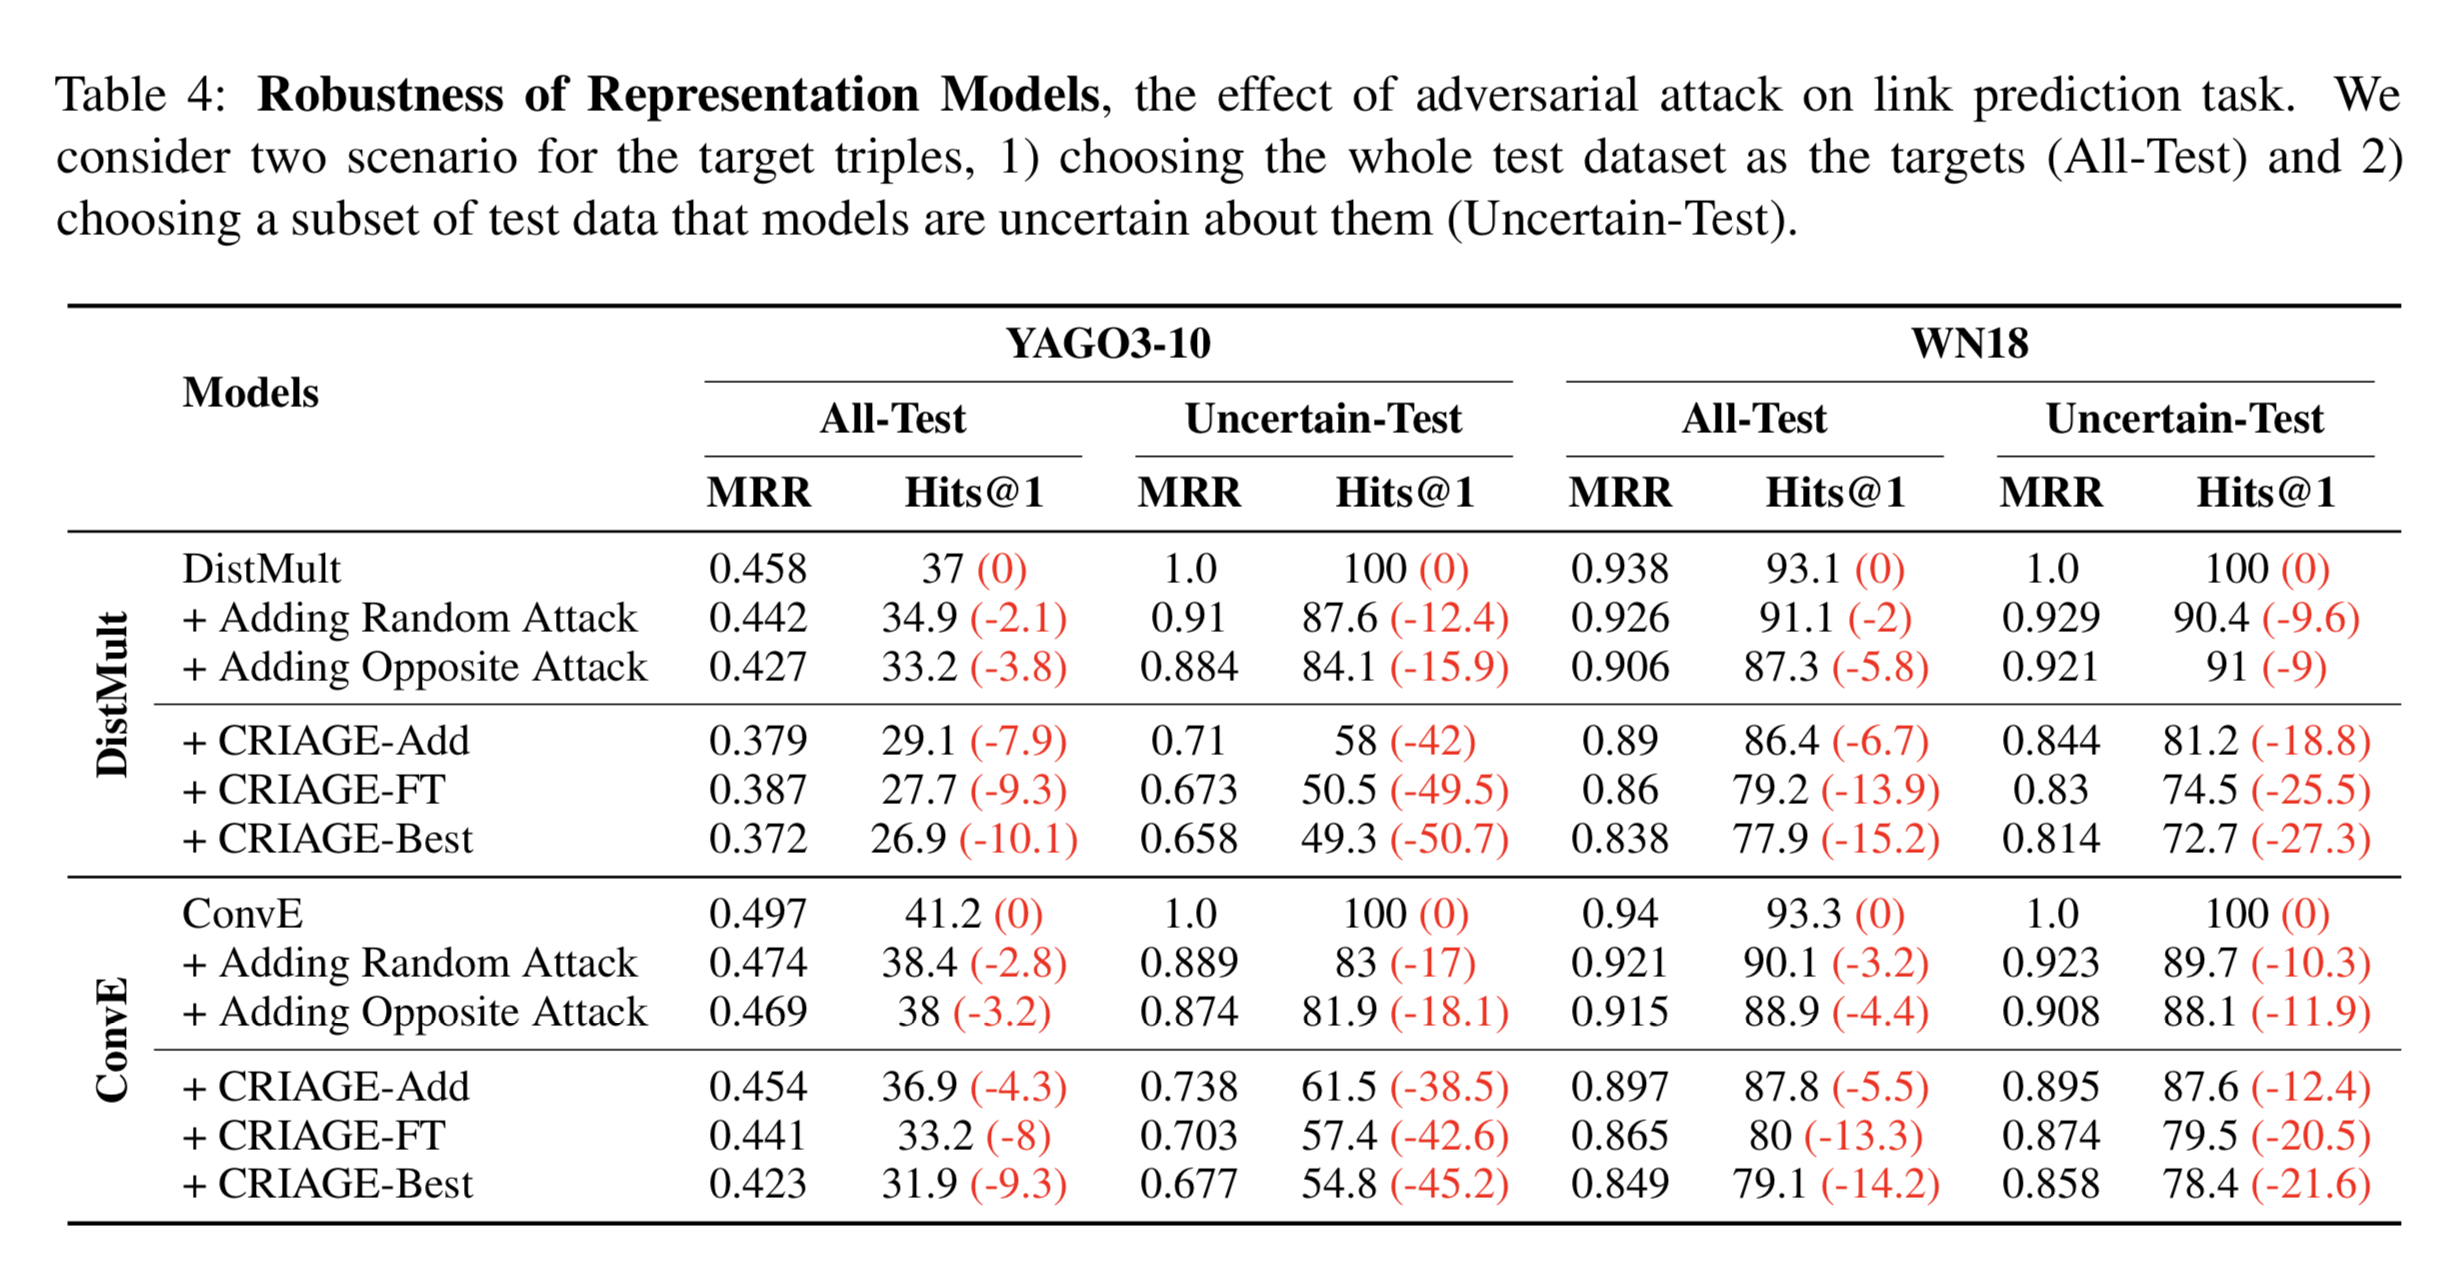 Table 4: Robustness of Representation Models, the effect of adversarial attack on link prediction task. We
consider two scenario for the target triples, 1) choosing the whole test dataset as the targets (All-Test) and 2)
choosing a subset of test data that models are uncertain about them (Uncertain-Test).
Models
YAGO3-10 WN18
All-Test Uncertain-Test All-Test Uncertain-Test
MRR Hits@1 MRR Hits@1 MRR Hits@1 MRR Hits@1
DistMult
DistMult 0.458 37 (0) 1.0 100 (0) 0.938 93.1 (0) 1.0 100 (0)
+ Adding Random Attack 0.442 34.9 (-2.1) 0.91 87.6 (-12.4) 0.926 91.1 (-2) 0.929 90.4 (-9.6)
+ Adding Opposite Attack 0.427 33.2 (-3.8) 0.884 84.1 (-15.9) 0.906 87.3 (-5.8) 0.921 91 (-9)
+ CRIAGE-Add 0.379 29.1 (-7.9) 0.71 58 (-42) 0.89 86.4 (-6.7) 0.844 81.2 (-18.8)
+ CRIAGE-FT 0.387 27.7 (-9.3) 0.673 50.5 (-49.5) 0.86 79.2 (-13.9) 0.83 74.5 (-25.5)
+ CRIAGE-Best 0.372 26.9 (-10.1) 0.658 49.3 (-50.7) 0.838 77.9 (-15.2) 0.814 72.7 (-27.3)
ConvE
ConvE 0.497 41.2 (0) 1.0 100 (0) 0.94 93.3 (0) 1.0 100 (0)
+ Adding Random Attack 0.474 38.4 (-2.8) 0.889 83 (-17) 0.921 90.1 (-3.2) 0.923 89.7 (-10.3)
+ Adding Opposite Attack 0.469 38 (-3.2) 0.874 81.9 (-18.1) 0.915 88.9 (-4.4) 0.908 88.1 (-11.9)
+ CRIAGE-Add 0.454 36.9 (-4.3) 0.738 61.5 (-38.5) 0.897 87.8 (-5.5) 0.895 87.6 (-12.4)
+ CRIAGE-FT 0.441 33.2 (-8) 0.703 57.4 (-42.6) 0.865 80 (-13.3) 0.874 79.5 (-20.5)
+ CRIAGE-Best 0.423 31.9 (-9.3) 0.677 54.8 (-45.2) 0.849 79.1 (-14.2) 0.858 78.4 (-21.6)